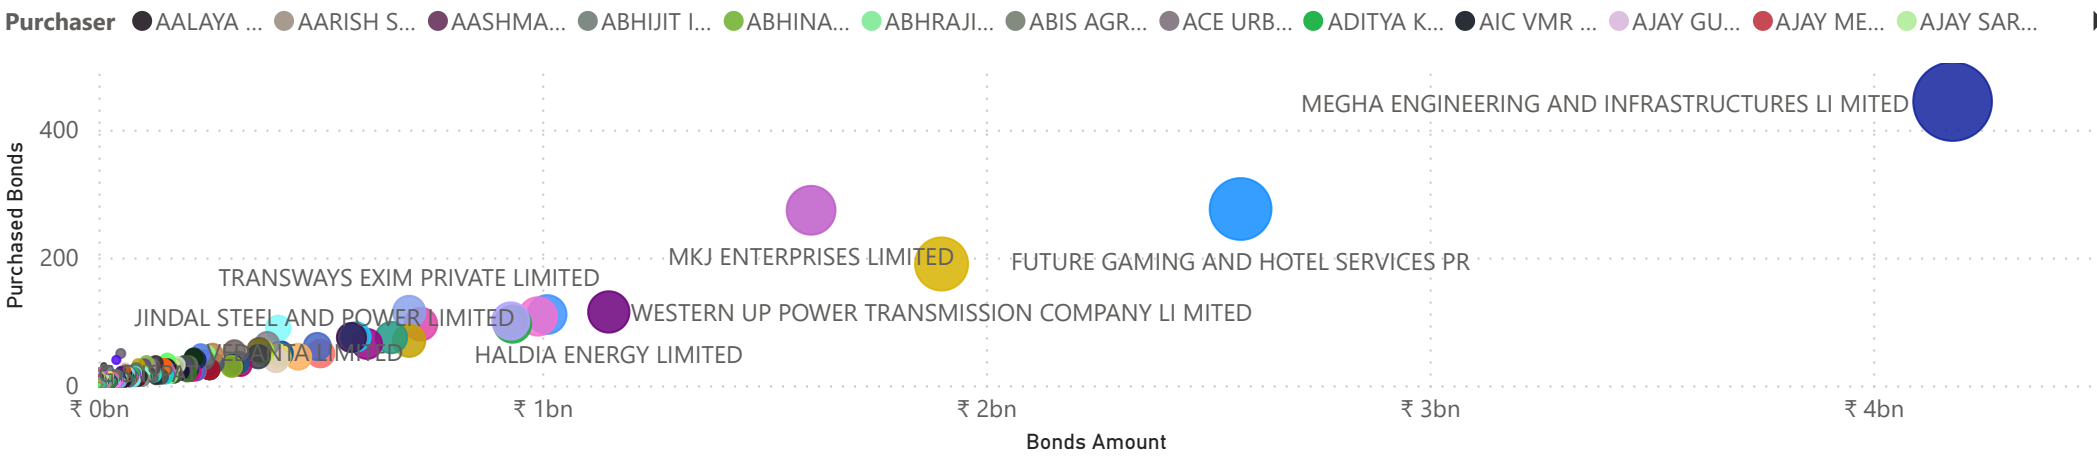 Purchaser AALAYA ... AARISH S... AASHMA... ABHIJIT I... ABHINA... ABHRAJI... ABIS AGR... ACE URB... ADITYA K... AIC VMR ... AJAY GU... AJAY ME... AJAY SAR...
MEGHA ENGINEERING AND INFRASTRUCTURES LI MITED
400
Purchased Bonds
MKJ ENTERPRISES LIMITED
200
FUTURE GAMING AND HOTEL SERVICES PR
TRANSWAYS EXIM PRIVATE LIMITED
WESTERN UP POWER TRANSMISSION COMPANY LI MITED
JINDAL STEEL AND POWER LIMITED
VEDANTA LIMITED
HALDIA ENERGY LIMITED
0
₹ 0bn ₹ 1bn ₹ 2bn ₹ 3bn ₹ 4bn
Bonds Amount